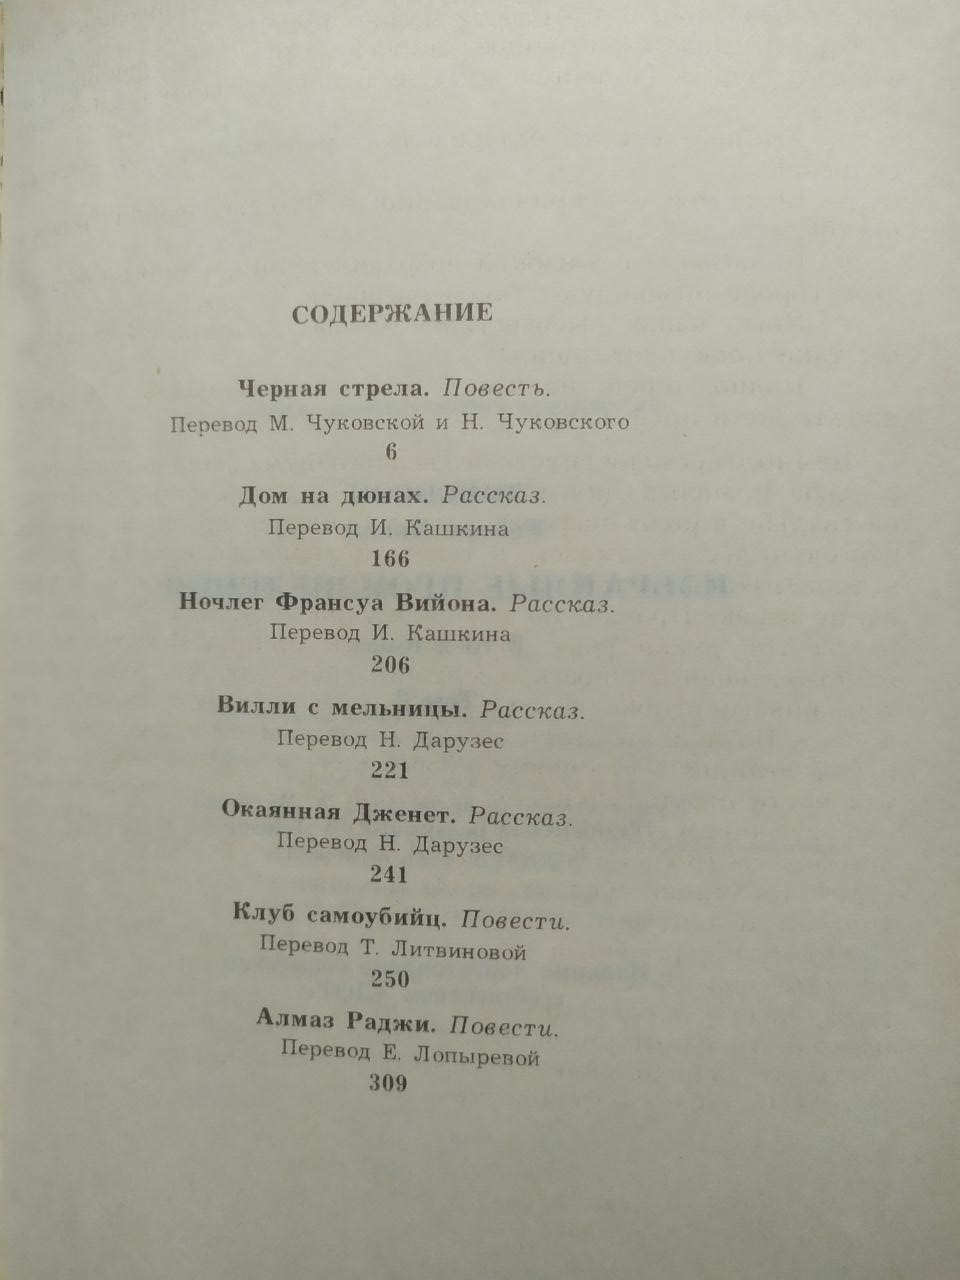 СОДЕРЖАНИЕ
Черная стрела. Повесть.
Перевод М. Чуковской и Н. Чуковского
6
Дом на дюнах. Рассказ.
Перевод И. Кашкина
166
Ночлег Франсуа Вийона. Рассказ.
Перевод И. Кашкина
206
Вилли с мельницы. Рассказ.
Перевод Н. Дарузес
221
Окаянная Дженет. Рассказ.
Перевод Н. Дарузес
241
Клуб самоубийц. Повести.
Перевод Т. Литвиновой
250
Алмаз Раджи. Повести.
Перевод Е. Лопыревой
309